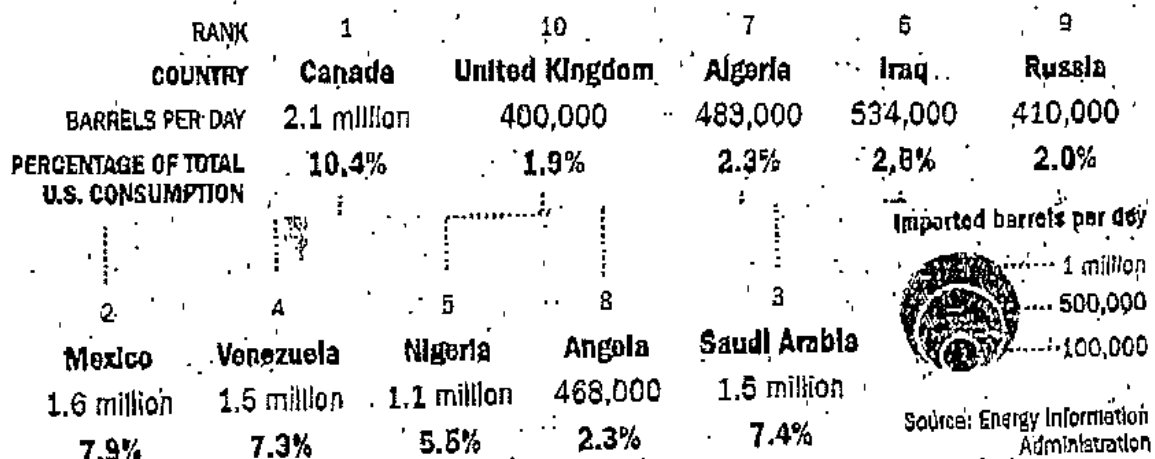 RANK 1 10 7 6 9
COUNTRY Canada United Kingdom Algeria Iraq Russia
BARRELS PER DAY 2.1 million 400,000 489,000 534,000 410,000
PERCENTAGE OF TOTAL 10.4% 1.9% 2.3% 2.6% 2.0%
U.S. CONSUMPTION
Imported barrels per day
1 million
500,000
100,000
2 4 5 8 3
Mexico Venezuela Nigeria Angola Saudi Arabia
1.6 million 1.5 million 1.1 million 468,000 1.5 million
7.9% 7.3% 5.5% 2.3% 7.4%
Source: Energy Information
Administration